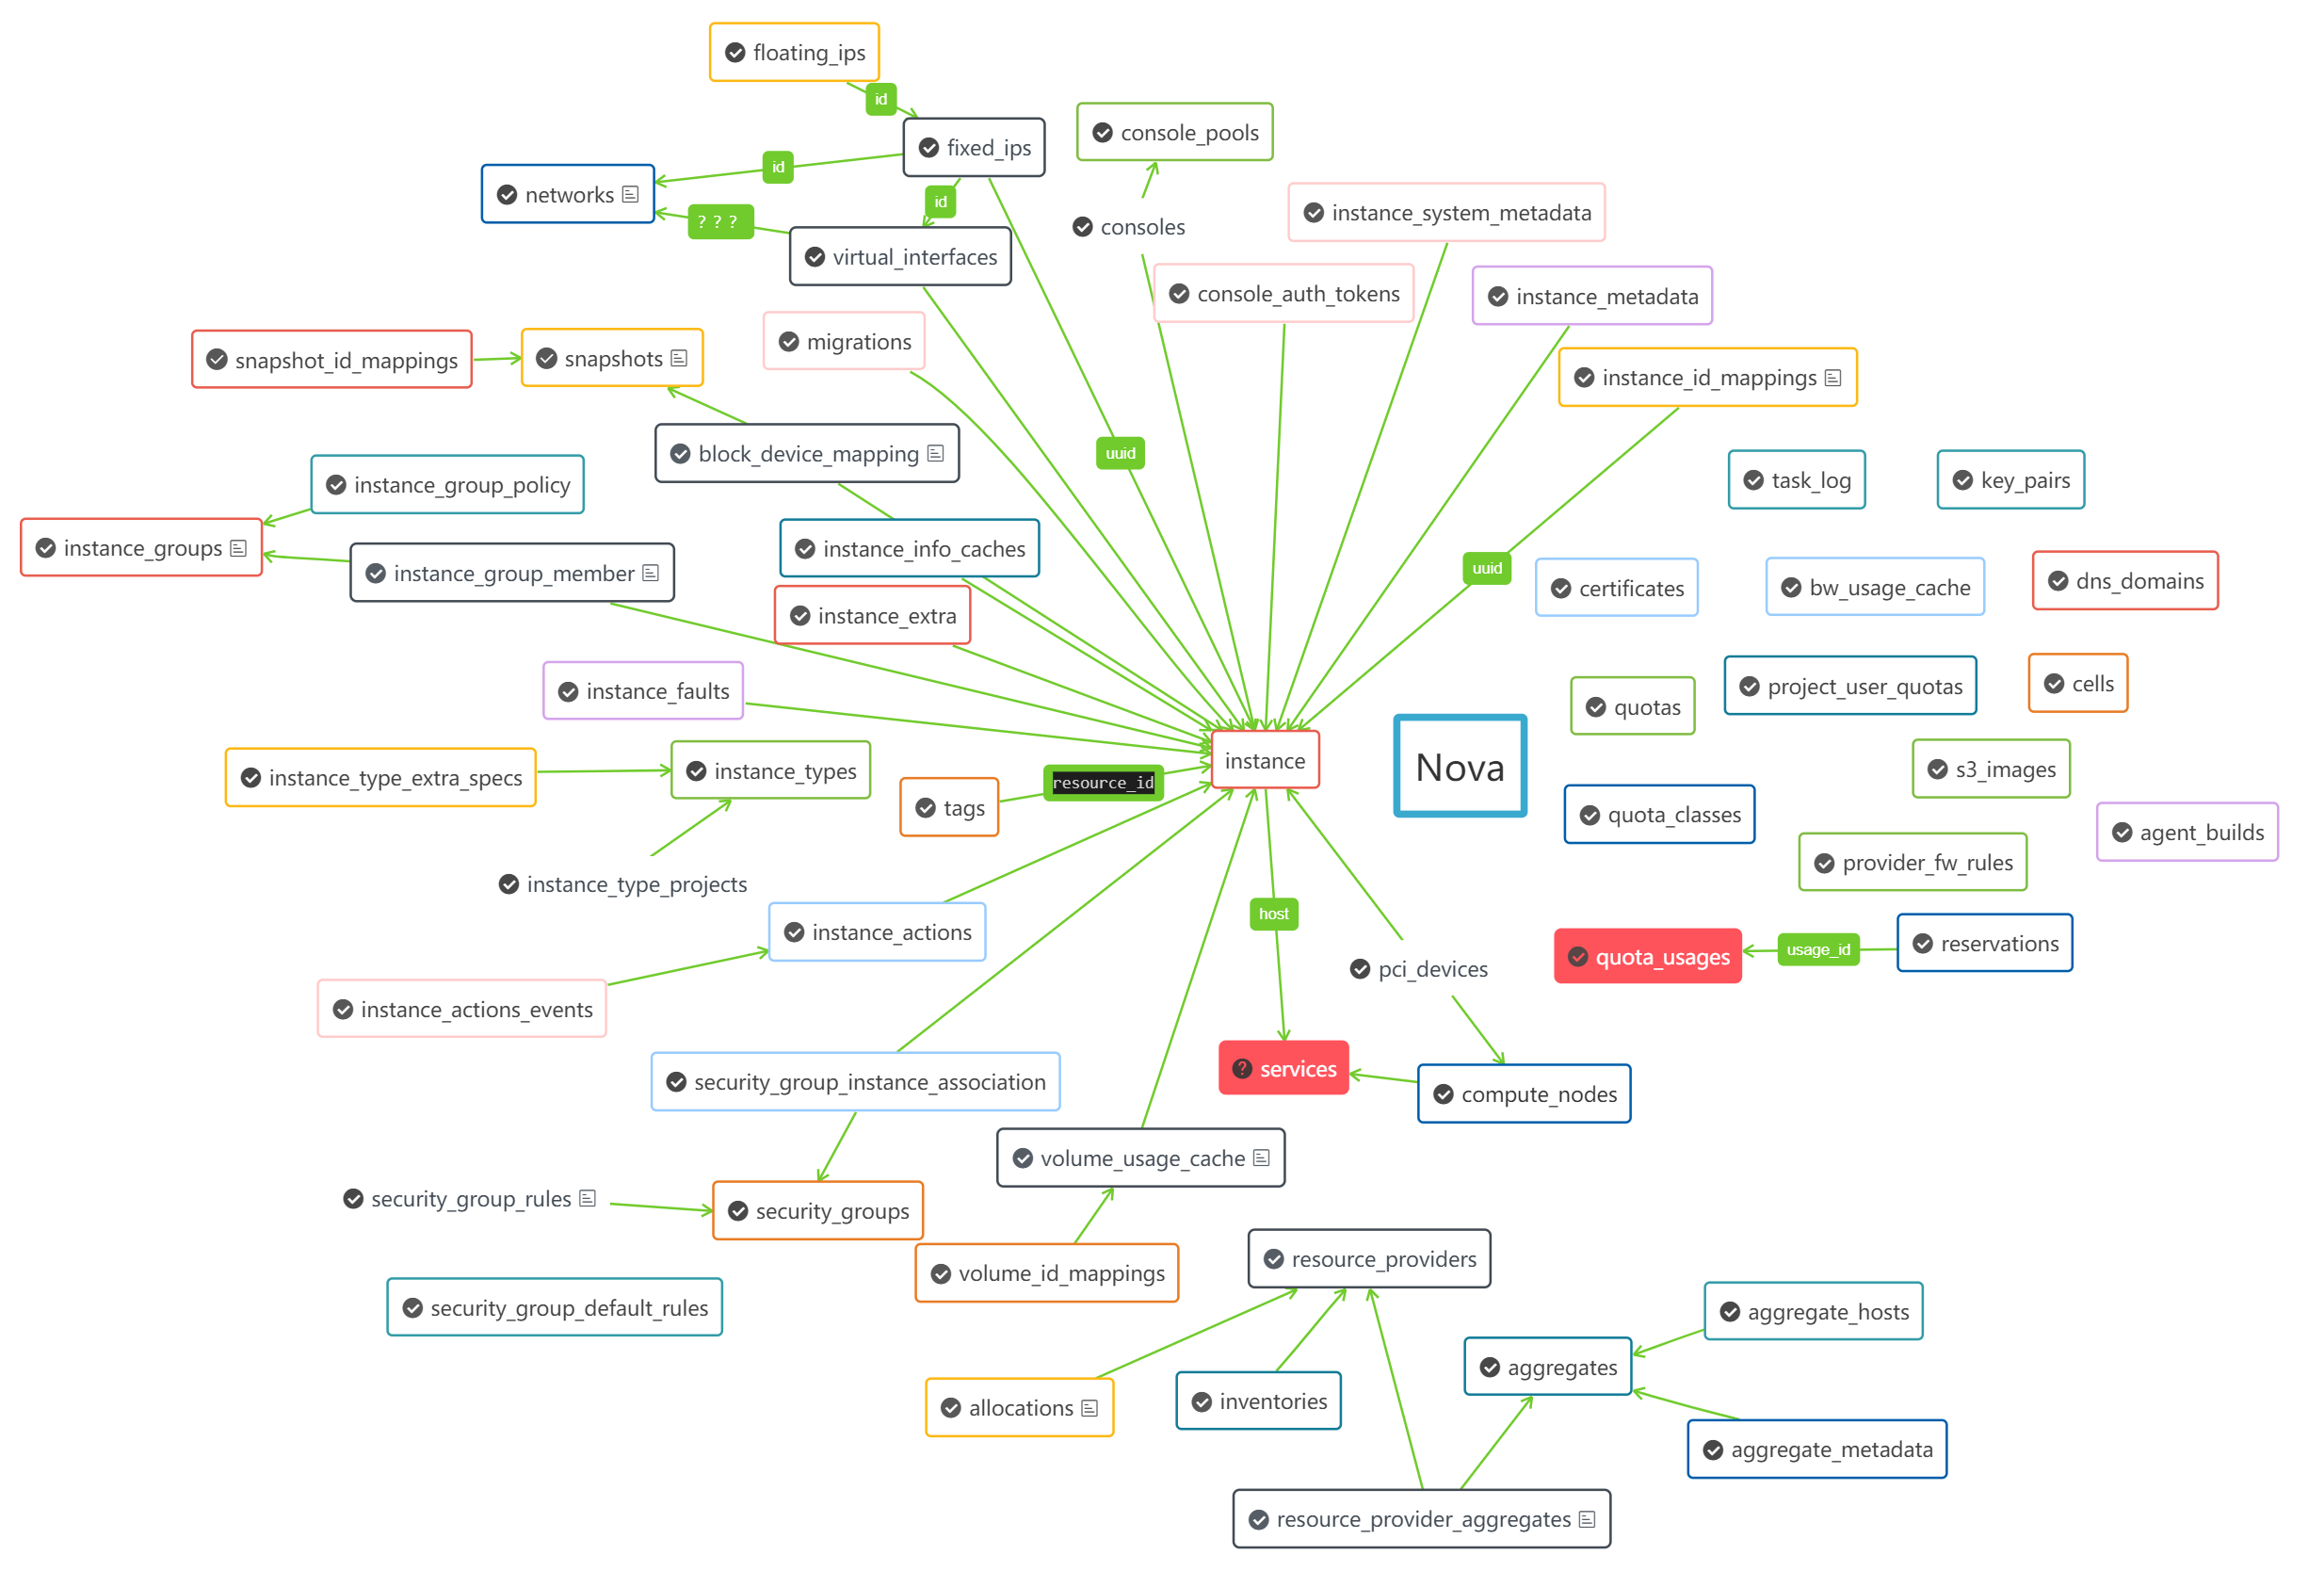 floating_ips
id
fixed_ips
console_pools
id
networks
id
? ? ?
consoles
instance_system_metadata
virtual_interfaces
console_auth_tokens
instance_metadata
migrations
snapshot_id_mappings
snapshots
instance_id_mappings
block_device_mapping
uuid
instance_group_policy
task_log
key_pairs
instance_groups
instance_group_member
instance_info_caches
uuid
certificates
bw_usage_cache
dns_domains
instance_extra
instance_faults
quotas
project_user_quotas
cells
instance_type_extra_specs
instance_types
resource_id
instance
Nova
s3_images
tags
quota_classes
agent_builds
instance_type_projects
provider_fw_rules
instance_actions
host
pci_devices
quota_usages
usage_id
reservations
instance_actions_events
security_group_instance_association
services
compute_nodes
volume_usage_cache
security_group_rules
security_groups
volume_id_mappings
resource_providers
security_group_default_rules
aggregate_hosts
aggregates
allocations
inventories
aggregate_metadata
resource_provider_aggregates